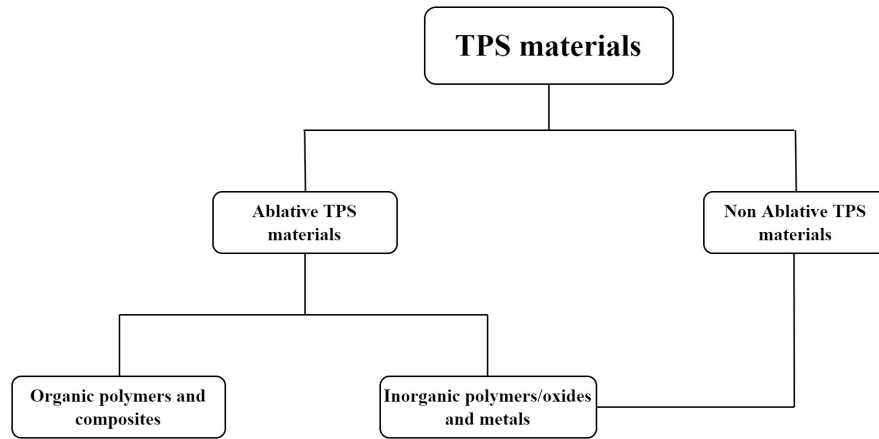 TPS materials
Ablative TPS
materials
Non Ablative TPS
materials
Organic polymers and
composites
Inorganic polymers/oxides
and metals